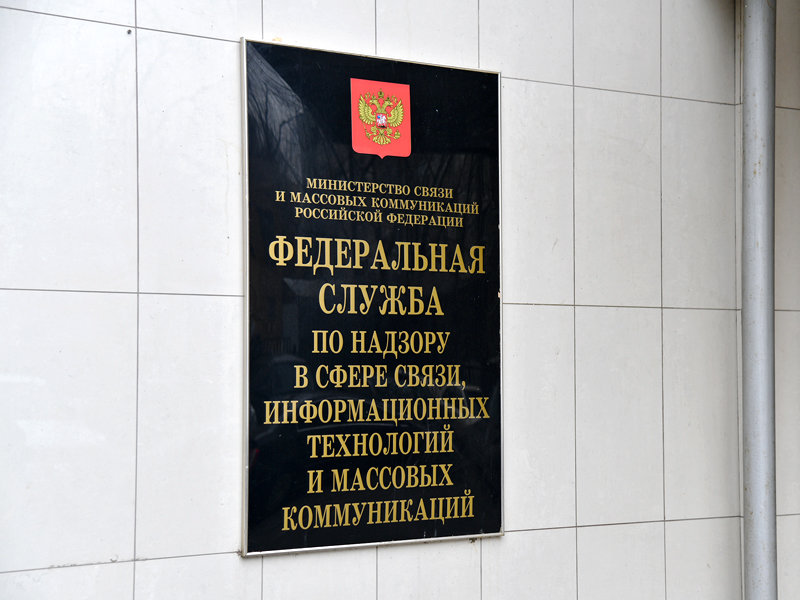 МИНИСТЕРСТВО СВЯЗИ
И МАССОВЫХ КОММУНИКАЦИЙ
РОССИЙСКОЙ ФЕДЕРАЦИИ
ФЕДЕРАЛЬНАЯ
СЛУЖБА
ПО НАДЗОРУ
В СФЕРЕ СВЯЗИ,
ИНФОРМАЦИОННЫХ
ТЕХНОЛОГИЙ
И МАССОВЫХ
КОММУНИКАЦИЙ